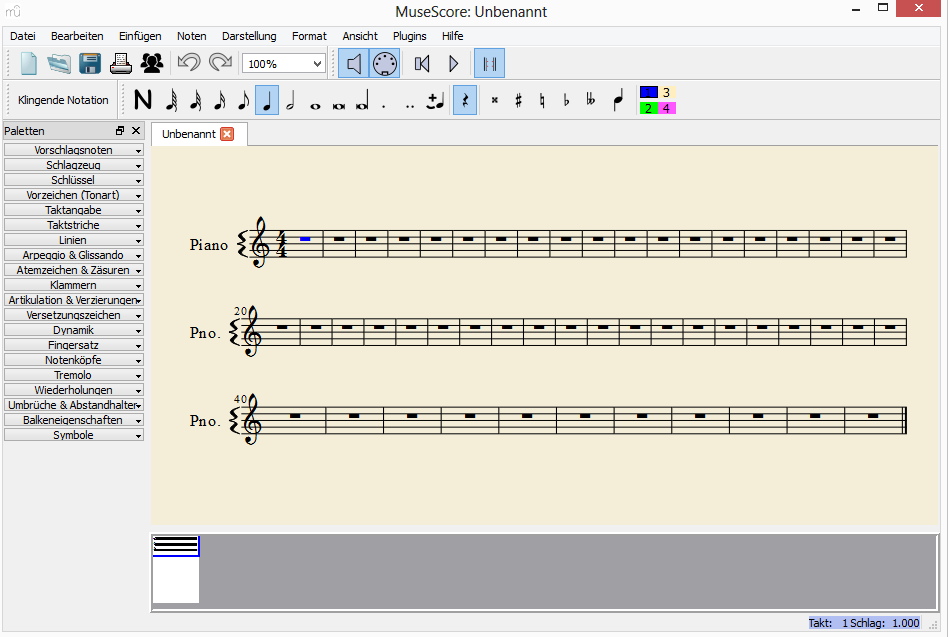 MuseScore: Unbenannt
Datei Bearbeiten Einfügen Noten Darstellung Format Ansicht Plugins Hilfe
100%
Klingende Notation N 1 3
2 4
Paletten
Unbenannt
Vorschlagsnoten
Schlagzeug
Schlüssel
Vorzeichen (Tonart)
Taktangabe
Taktstriche
Linien
Arpeggio & Glissando
Atemzeichen & Zäsuren
Klammern
Artikulation & Verzierungen
Versetzungszeichen
Dynamik
Fingersatz
Notenköpfe
Tremolo
Wiederholungen
Umbrüche & Abstandhalter
Balkeneigenschaften
Symbole
Piano 4
4
20
Pno.
40
Pno.
Takt: 1 Schlag: 1.000